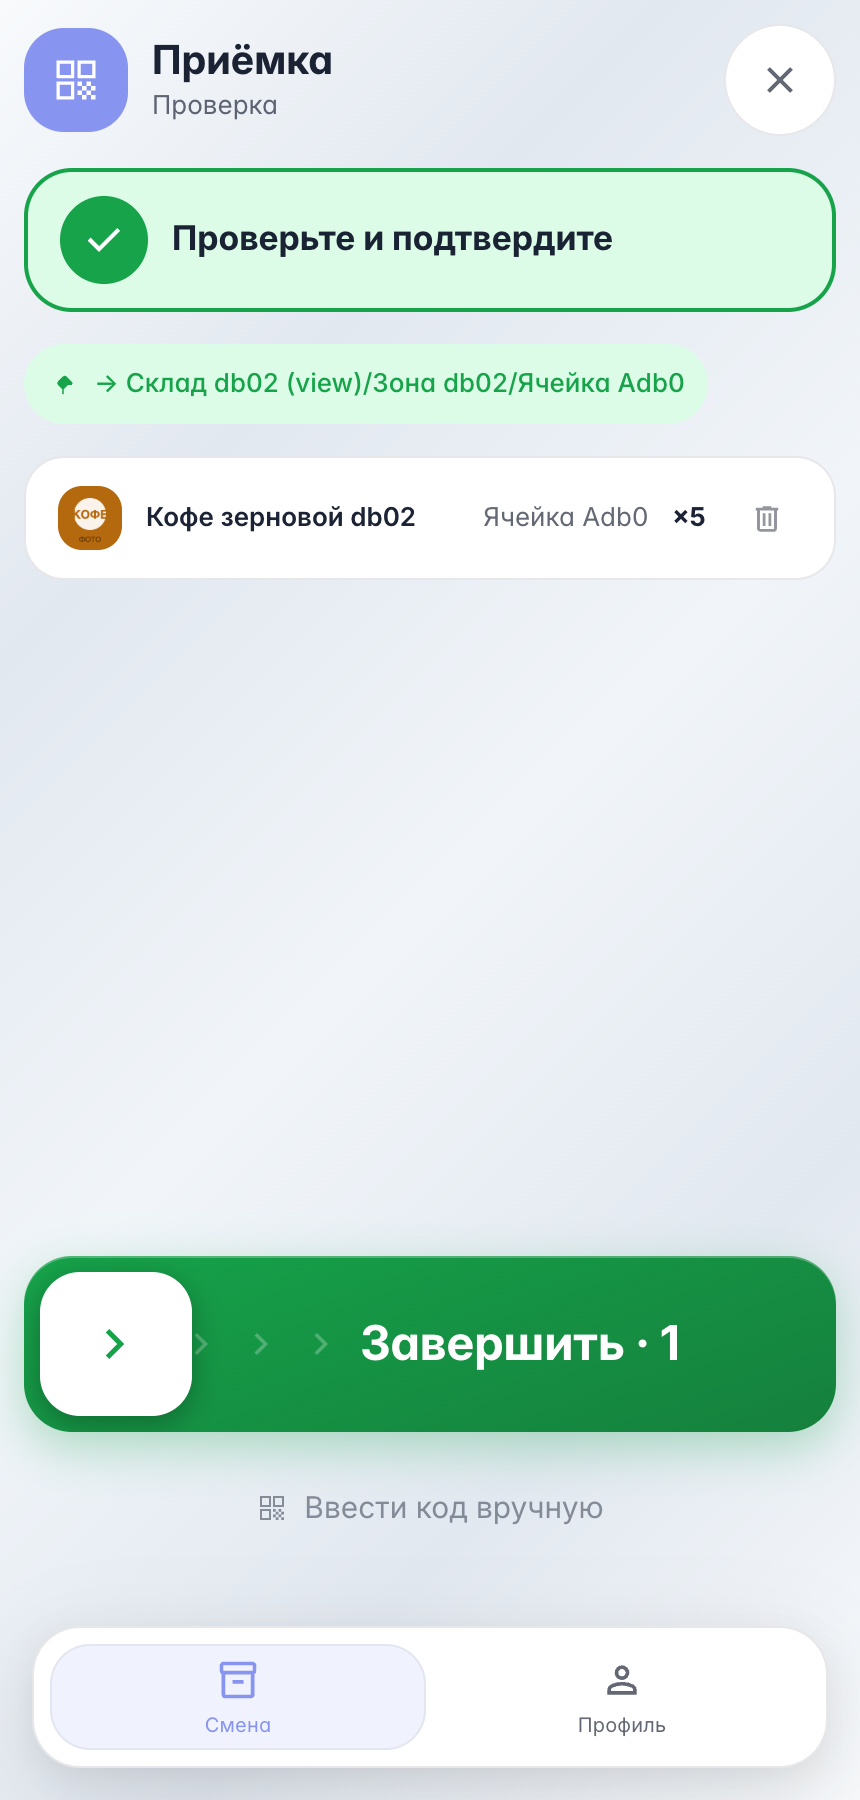 Приёмка
Проверка
Проверьте и подтвердите
→ Склад db02 (view)/Зона db02/Ячейка Adb0
КОФЕ
ФОТО
Кофе зерновой db02 Ячейка Adb0 ×5
Завершить · 1
Ввести код вручную
Смена
Профиль